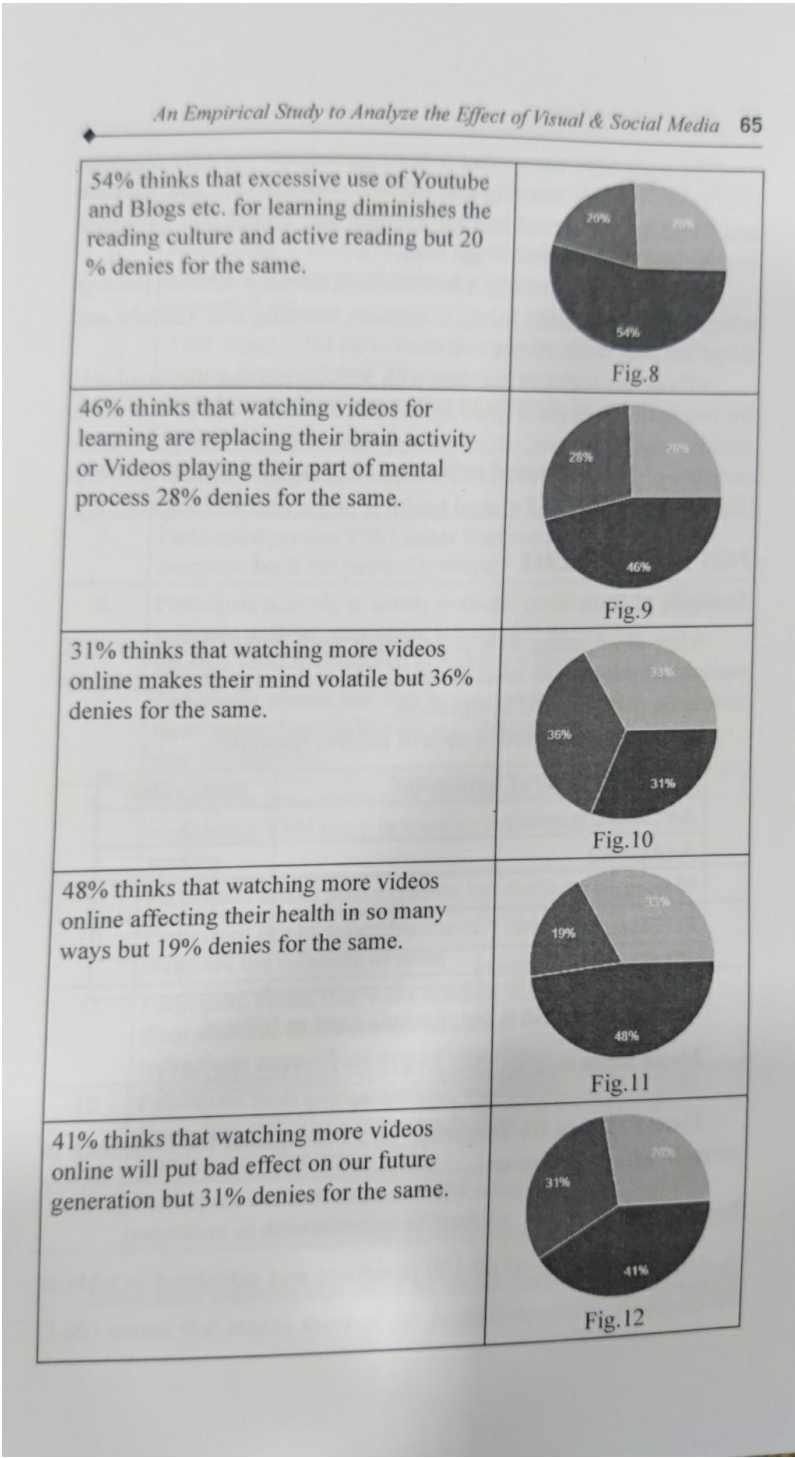 An Empirical Study to Analyze the Effect of Visual & Social Media 65
54% thinks that excessive use of Youtube
and Blogs etc. for learning diminishes the
reading culture and active reading but 20
% denies for the same.
20%
54%
Fig.8
46% thinks that watching videos for
learning are replacing their brain activity
or Videos playing their part of mental
process 28% denies for the same.
28%
26%
46%
Fig.9
31% thinks that watching more videos
online makes their mind volatile but 36%
denies for the same.
33%
36%
31%
Fig.10
48% thinks that watching more videos
online affecting their health in so many
ways but 19% denies for the same.
33%
19%
48%
Fig.11
41% thinks that watching more videos
online will put bad effect on our future
generation but 31% denies for the same.
31%
41%
Fig.12